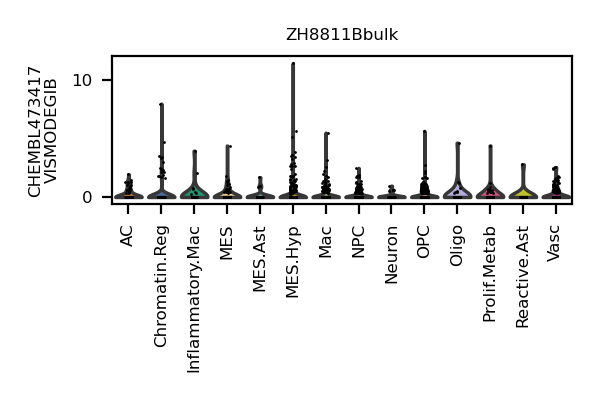 ZH8811Bbulk
CHEMBL473417
VISMODEGIB
10
0
AC
Chromatin.Reg
Inflammatory.Mac
MES
MES.Ast
MES.Hyp
Mac
NPC
Neuron
OPC
Oligo
Prolif.Metab
Reactive.Ast
Vasc